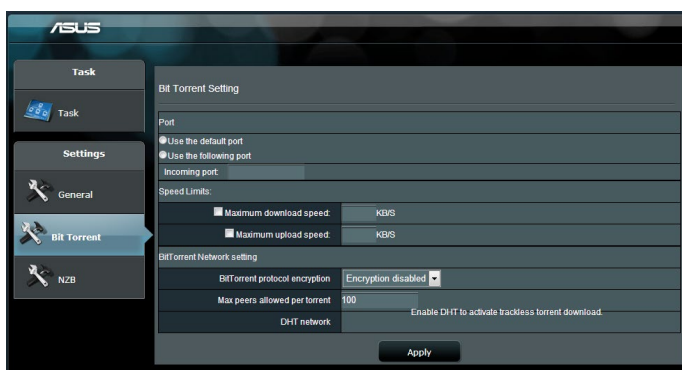 ASUS
Task
Task
Settings
General
Bit Torrent
NZB
Bit Torrent Setting
Port
Use the default port
Use the following port
Incoming port:
Speed Limits:
Maximum download speed: KB/S
Maximum upload speed: KB/S
BitTorrent Network setting
BitTorrent protocol encryption Encryption disabled
Max peers allowed per torrent 100
DHT network Enable DHT to activate trackless torrent download.
Apply